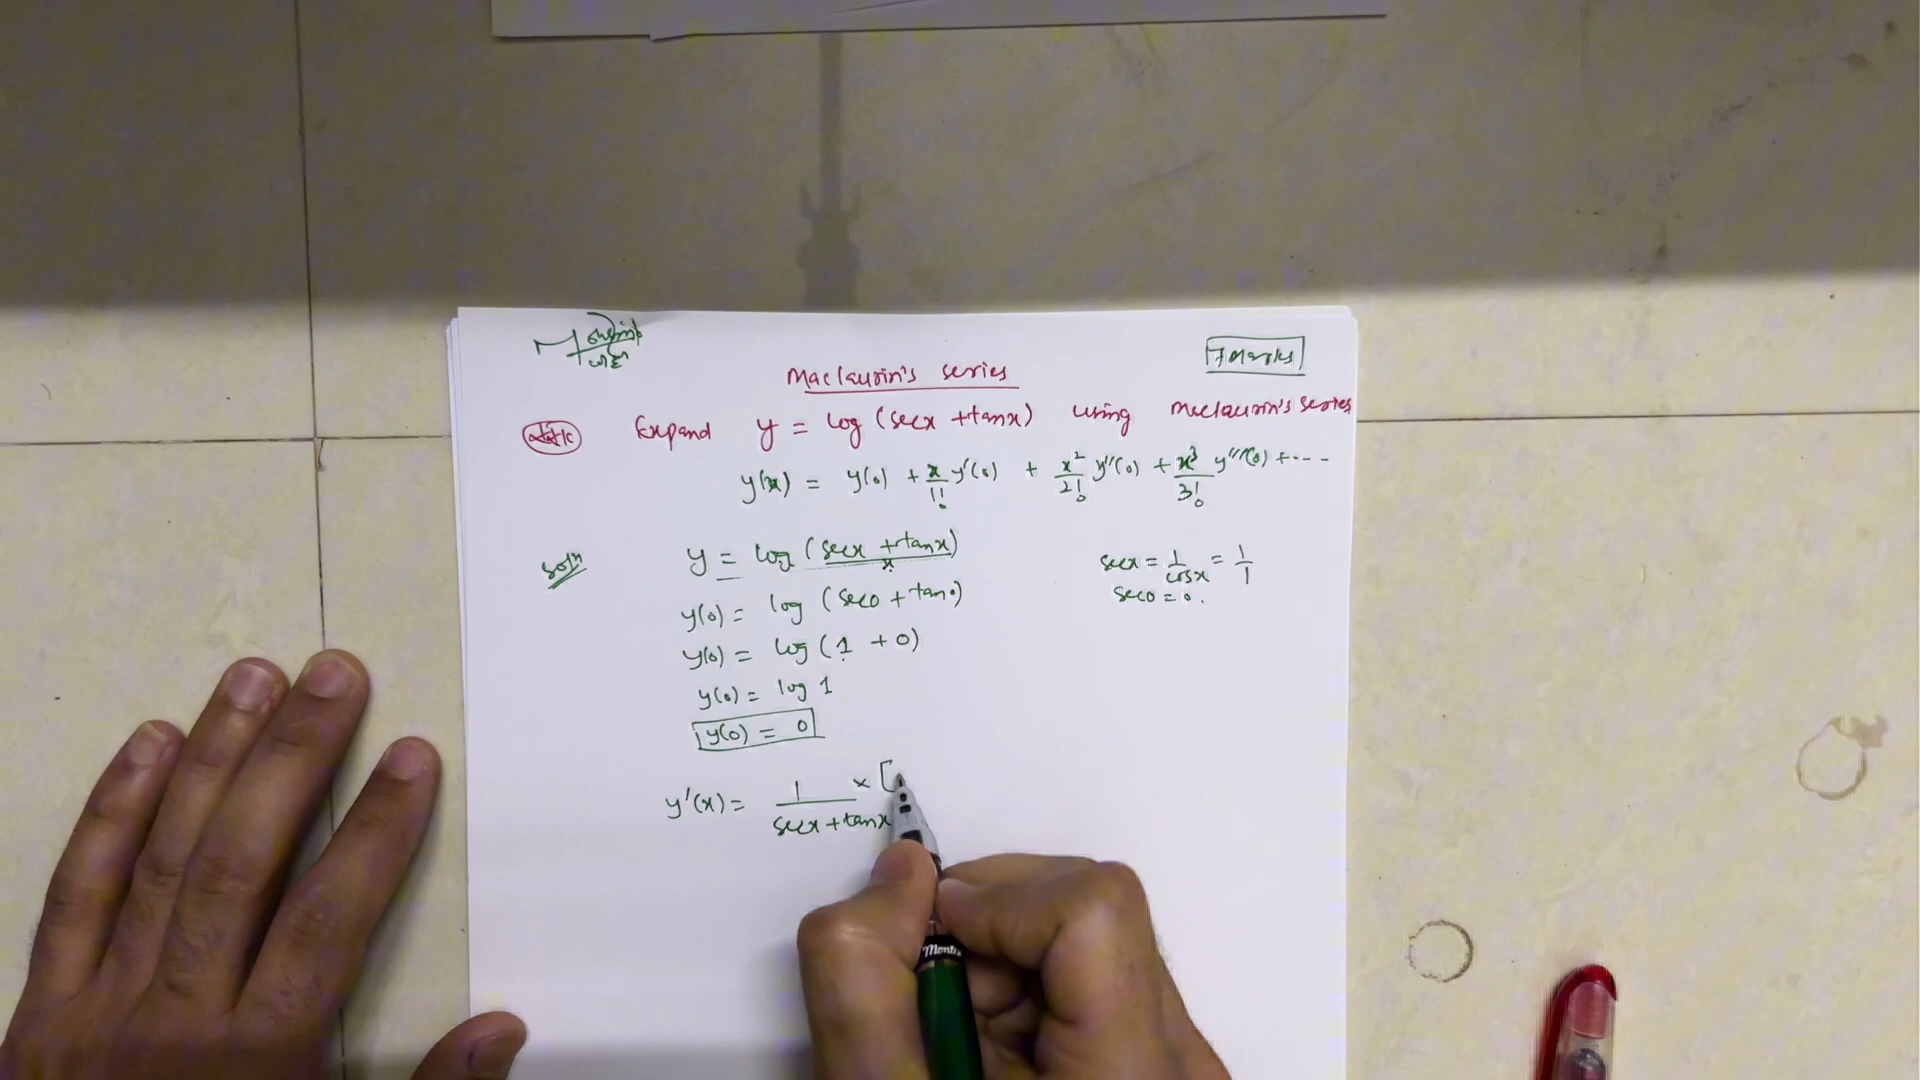 7 Marks
Maclaurin's series
Expand y = log (secx + tanx) using Maclaurin's series
y(x) = y(0) + x/1! y'(0) + x²/2! y''(0) + x³/3! y'''(0) + ----
soln
y = log (secx + tanx)
secx = 1/cosx = 1/1
y(0) = log (sec0 + tan0)
sec0 = 0.
y(0) = log (1 + 0)
y(0) = log 1
y(0) = 0
y'(x) = 1/secx + tanx × [
Monte